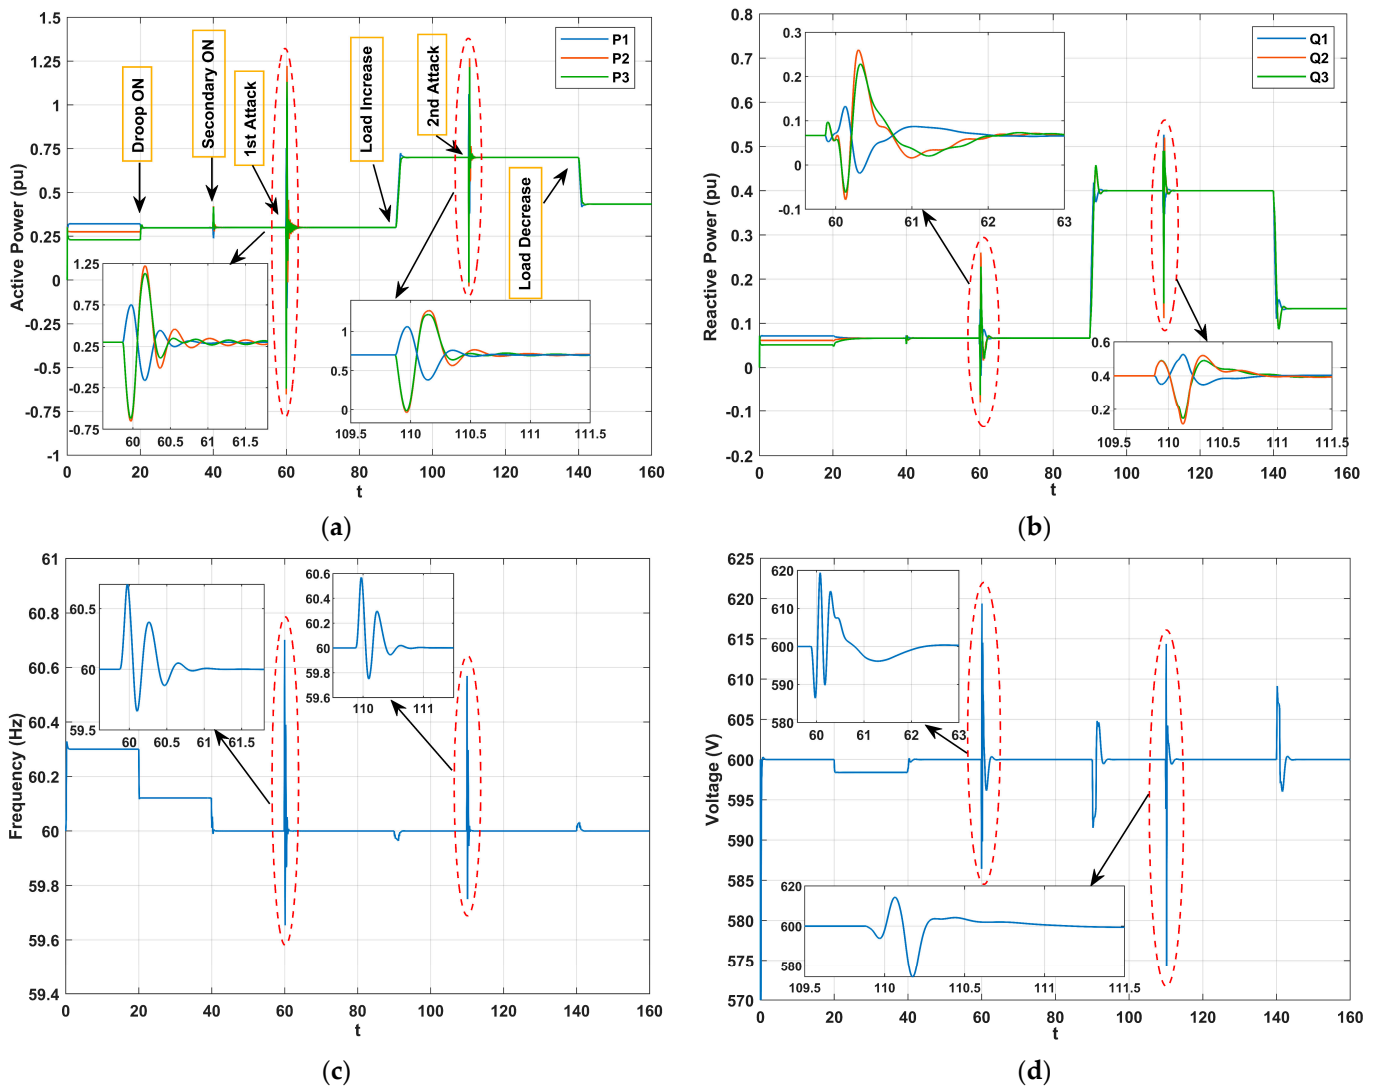 1.5
1.25
1
0.75
0.5
0.25
0
-0.25
-0.5
-0.75
-1
Active Power (pu)
P1
P2
P3
Droop ON
Secondary ON
1st Attack
Load Increase
2nd Attack
Load Decrease
1.25
0.75
0.25
-0.25
-0.75
60 60.5 61 61.5
1
0
109.5 110 110.5 111 111.5
0 20 40 60 80 100 120 140 160
t
(a)
0.8
0.7
0.6
0.5
0.4
0.3
0.2
0.1
0
-0.1
-0.2
Reactive Power (pu)
Q1
Q2
Q3
0.3
0.2
0.1
0
-0.1
60 61 62 63
0.6
0.4
0.2
109.5 110 110.5 111 111.5
0 20 40 60 80 100 120 140 160
t
(b)
61
60.8
60.6
60.4
60.2
60
59.8
59.6
59.4
Frequency (Hz)
60.5
60
59.5
60 60.5 61 61.5
60.6
60.4
60.2
60
59.8
59.6
110 111
0 20 40 60 80 100 120 140 160
t
(c)
625
620
615
610
605
600
595
590
585
580
575
570
Voltage (V)
620
610
600
590
580
60 61 62 63
620
600
580
109.5 110 110.5 111 111.5
0 20 40 60 80 100 120 140 160
t
(d)